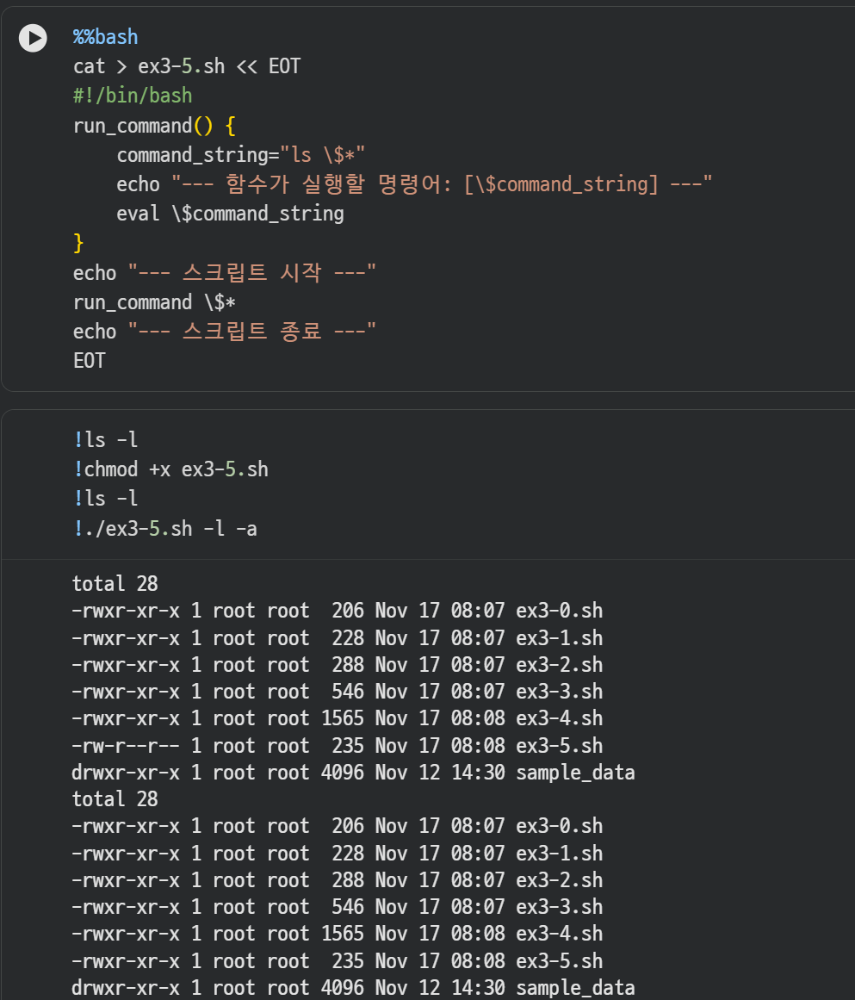 %%bash
cat > ex3-5.sh << EOT
#!/bin/bash
run_command() {
    command_string="ls \$*"
    echo "--- 함수가 실행할 명령어: [\$command_string] ---"
    eval \$command_string
}
echo "--- 스크립트 시작 ---"
run_command \$*
echo "--- 스크립트 종료 ---"
EOT
!ls -l
!chmod +x ex3-5.sh
!ls -l
!./ex3-5.sh -l -a
total 28
-rwxr-xr-x 1 root root  206 Nov 17 08:07 ex3-0.sh
-rwxr-xr-x 1 root root  228 Nov 17 08:07 ex3-1.sh
-rwxr-xr-x 1 root root  288 Nov 17 08:07 ex3-2.sh
-rwxr-xr-x 1 root root  546 Nov 17 08:07 ex3-3.sh
-rwxr-xr-x 1 root root 1565 Nov 17 08:08 ex3-4.sh
-rw-r--r-- 1 root root  235 Nov 17 08:08 ex3-5.sh
drwxr-xr-x 1 root root 4096 Nov 12 14:30 sample_data
total 28
-rwxr-xr-x 1 root root  206 Nov 17 08:07 ex3-0.sh
-rwxr-xr-x 1 root root  228 Nov 17 08:07 ex3-1.sh
-rwxr-xr-x 1 root root  288 Nov 17 08:07 ex3-2.sh
-rwxr-xr-x 1 root root  546 Nov 17 08:07 ex3-3.sh
-rwxr-xr-x 1 root root 1565 Nov 17 08:08 ex3-4.sh
-rwxr-xr-x 1 root root  235 Nov 17 08:08 ex3-5.sh
drwxr-xr-x 1 root root 4096 Nov 12 14:30 sample_data